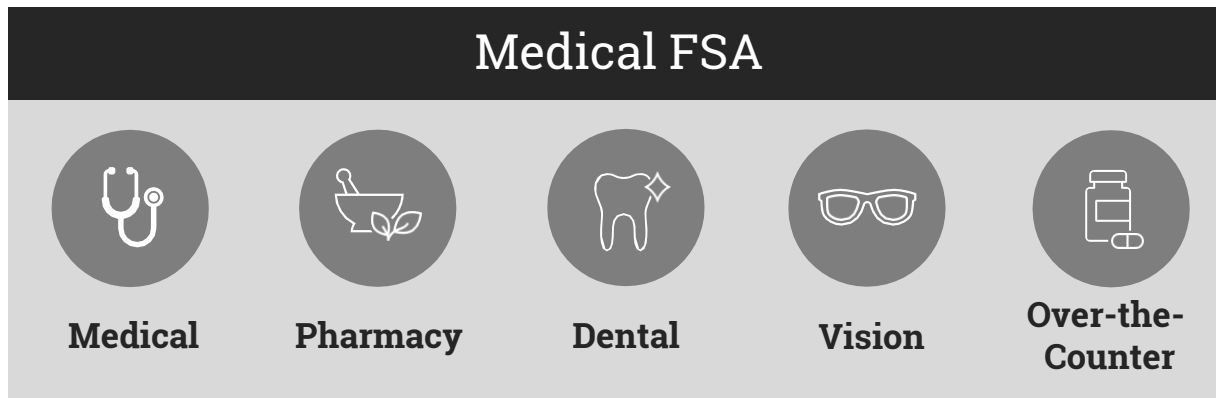 Medical FSA
Medical
Pharmacy
Dental
Vision
Over-the-
Counter